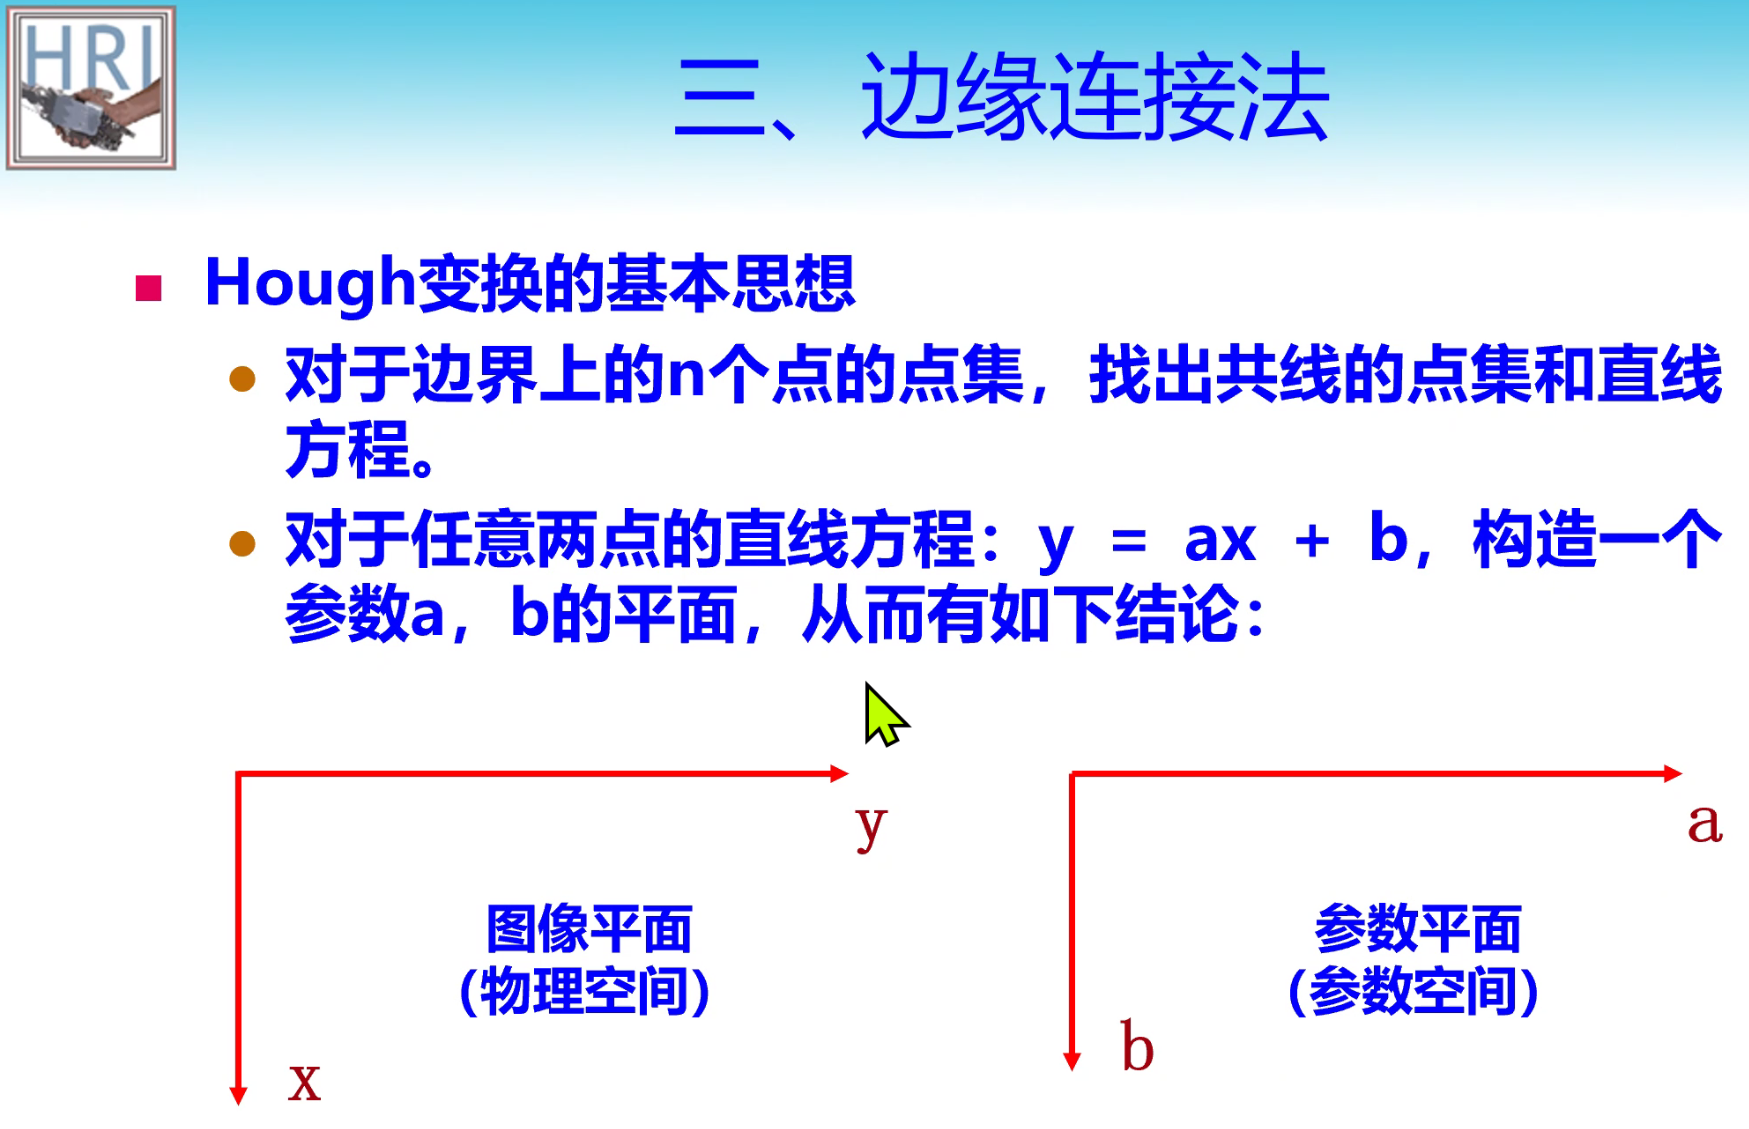 HRI
三、边缘连接法
Hough变换的基本思想
对于边界上的n个点的点集，找出共线的点集和直线
方程。
对于任意两点的直线方程：y = ax + b，构造一个
参数a，b的平面，从而有如下结论：
y
a
图像平面
（物理空间）
参数平面
（参数空间）
x
b